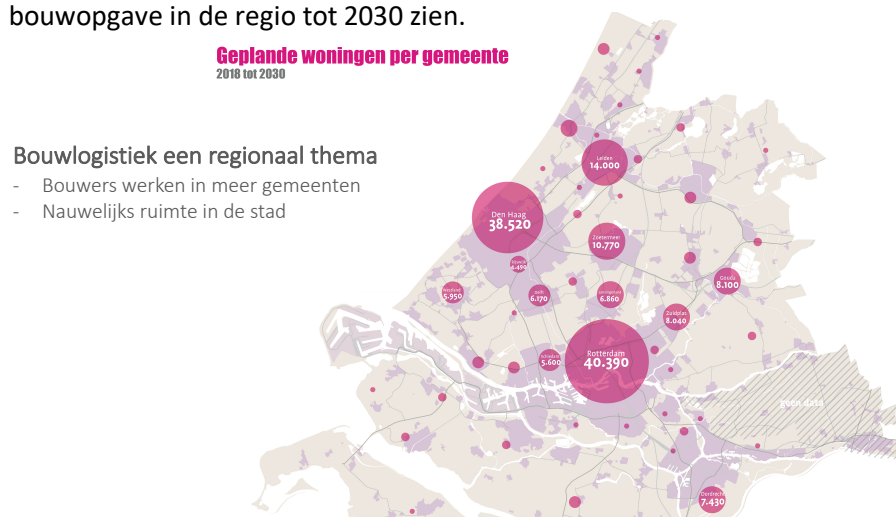 bouwopgave in de regio tot 2030 zien.
Geplande woningen per gemeente
2018 tot 2030
Bouwlogistiek een regionaal thema
- Bouwers werken in meer gemeenten
- Nauwelijks ruimte in de stad
Leiden
14.000
Den Haag
38.520
Zoetermeer
10.770
Rijswijk
Westland
5.950
Delft
6.170
6.860
Gouda
8.100
Zuidplas
8.040
Schiedam
5.600
Rotterdam
40.390
geen data
Dordrecht
7.430